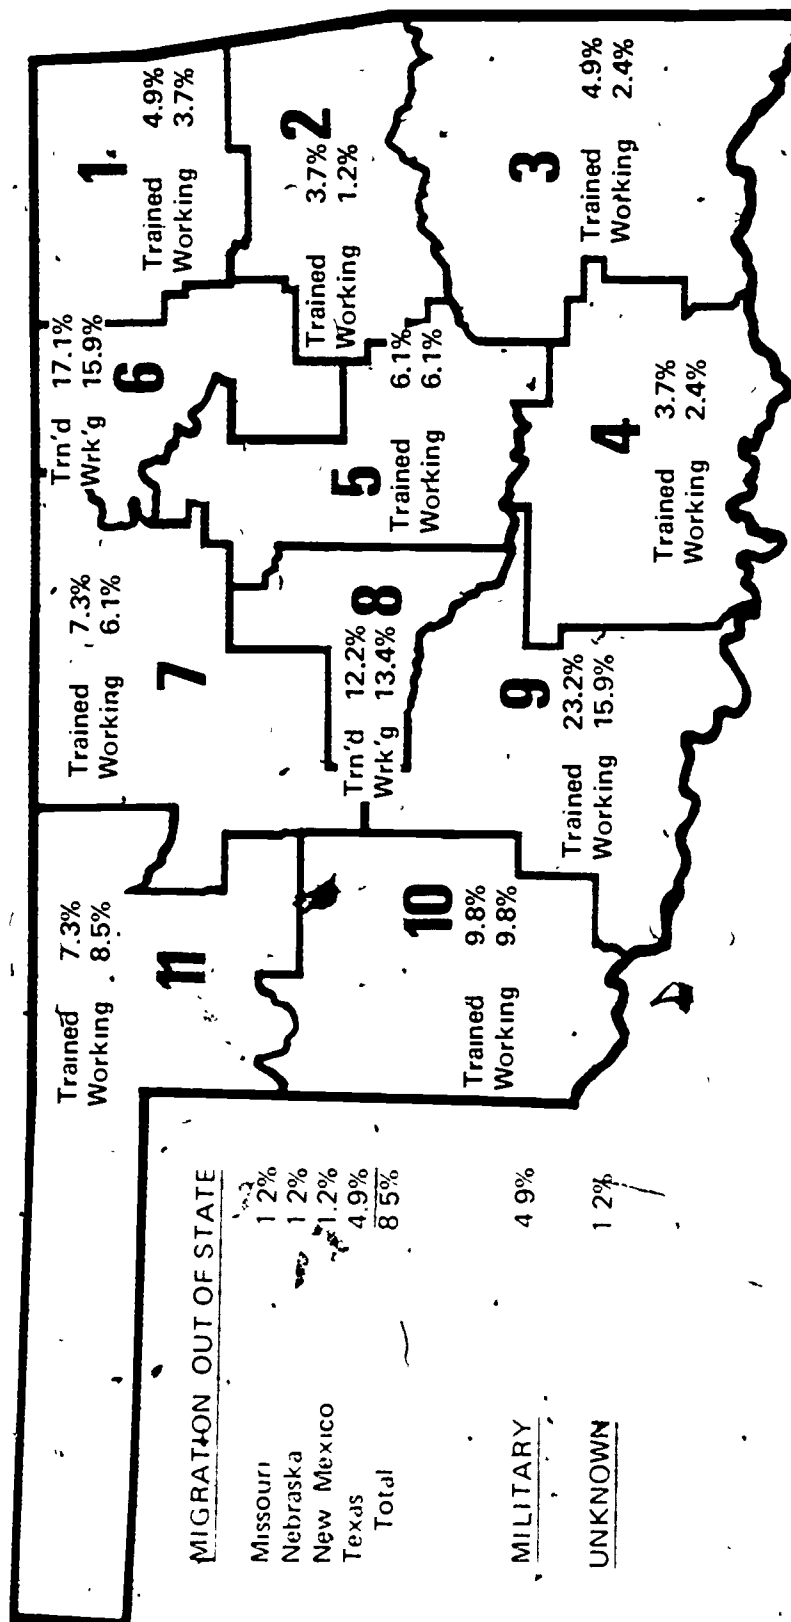 Trained 7.3%
Working 8.5%
11
Trained 7.3%
Working 6.1%
7
Trn'd 17.1%
Wrk'g 15.9%
6
1
Trained 4.9%
Working 3.7%
2
Trained 3.7%
Working 1.2%
5
Trained 6.1%
Working 6.1%
8
Trn'd 12.2%
Wrk'g 13.4%
10
Trained 9.8%
Working 9.8%
9
Trained 23.2%
Working 15.9%
4
Trained 3.7%
Working 2.4%
3
Trained 4.9%
Working 2.4%
MIGRATION OUT OF STATE
Missouri 1 2%
Nebraska 1 2%
New Mexico 1.2%
Texas 4.9%
Total 8 5%
MILITARY 4 9%
UNKNOWN 1 2%